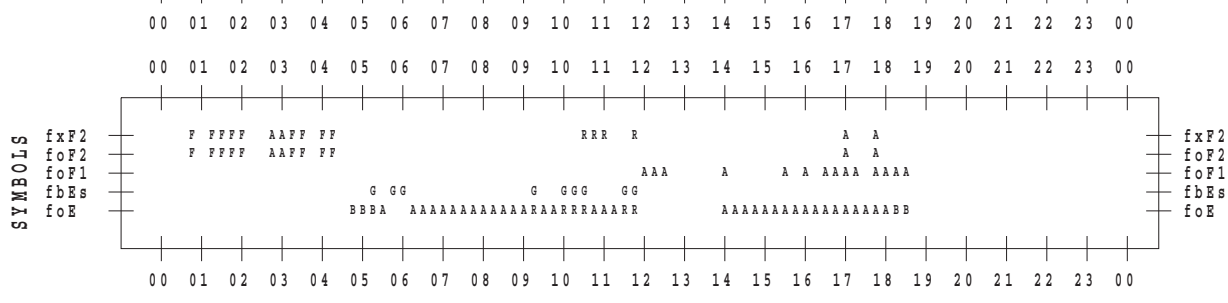 00 01 02 03 04 05 06 07 08 09 10 11 12 13 14 15 16 17 18 19 20 21 22 23 00
00 01 02 03 04 05 06 07 08 09 10 11 12 13 14 15 16 17 18 19 20 21 22 23 00
SYMBOLS
fxF2 F FFFF AAFF FF RRR R A A fxF2
foF2 F FFFF AAFF FF A A foF2
foF1 AAA A A A AAAA AAAA foF1
fbEs G GG G GGG GG fbEs
foE BBBA AAAAAAAAAAAARAARRRAAARR AAAAAAAAAAAAAAAAABB foE
00 01 02 03 04 05 06 07 08 09 10 11 12 13 14 15 16 17 18 19 20 21 22 23 00